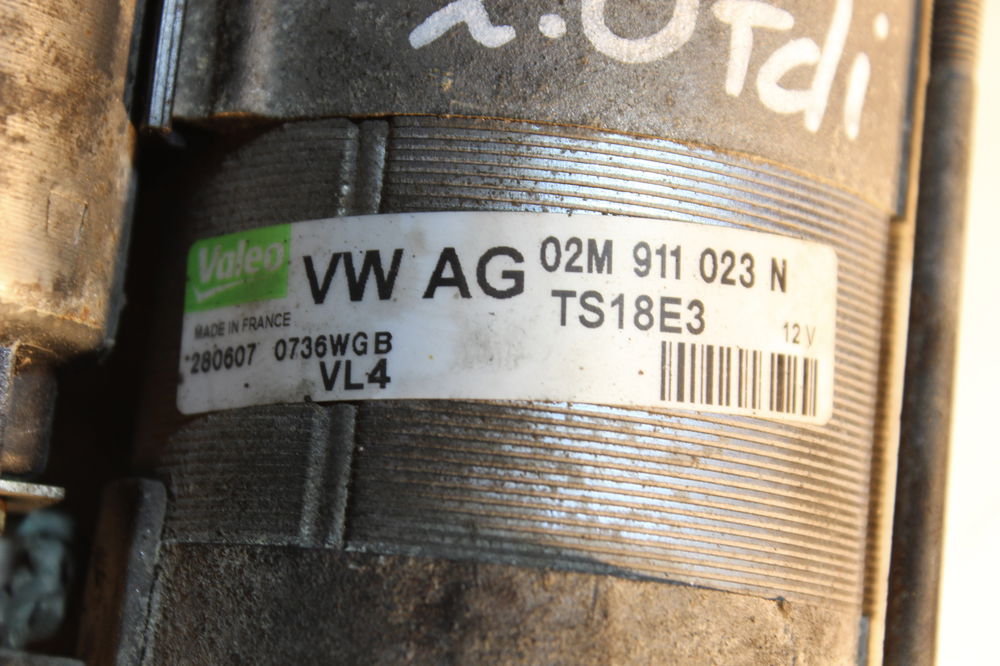 2.0Tdi
Valeo
VW AG
02M 911 023 N
TS18E3
12 V
MADE IN FRANCE
280607 0736WGB
VL4